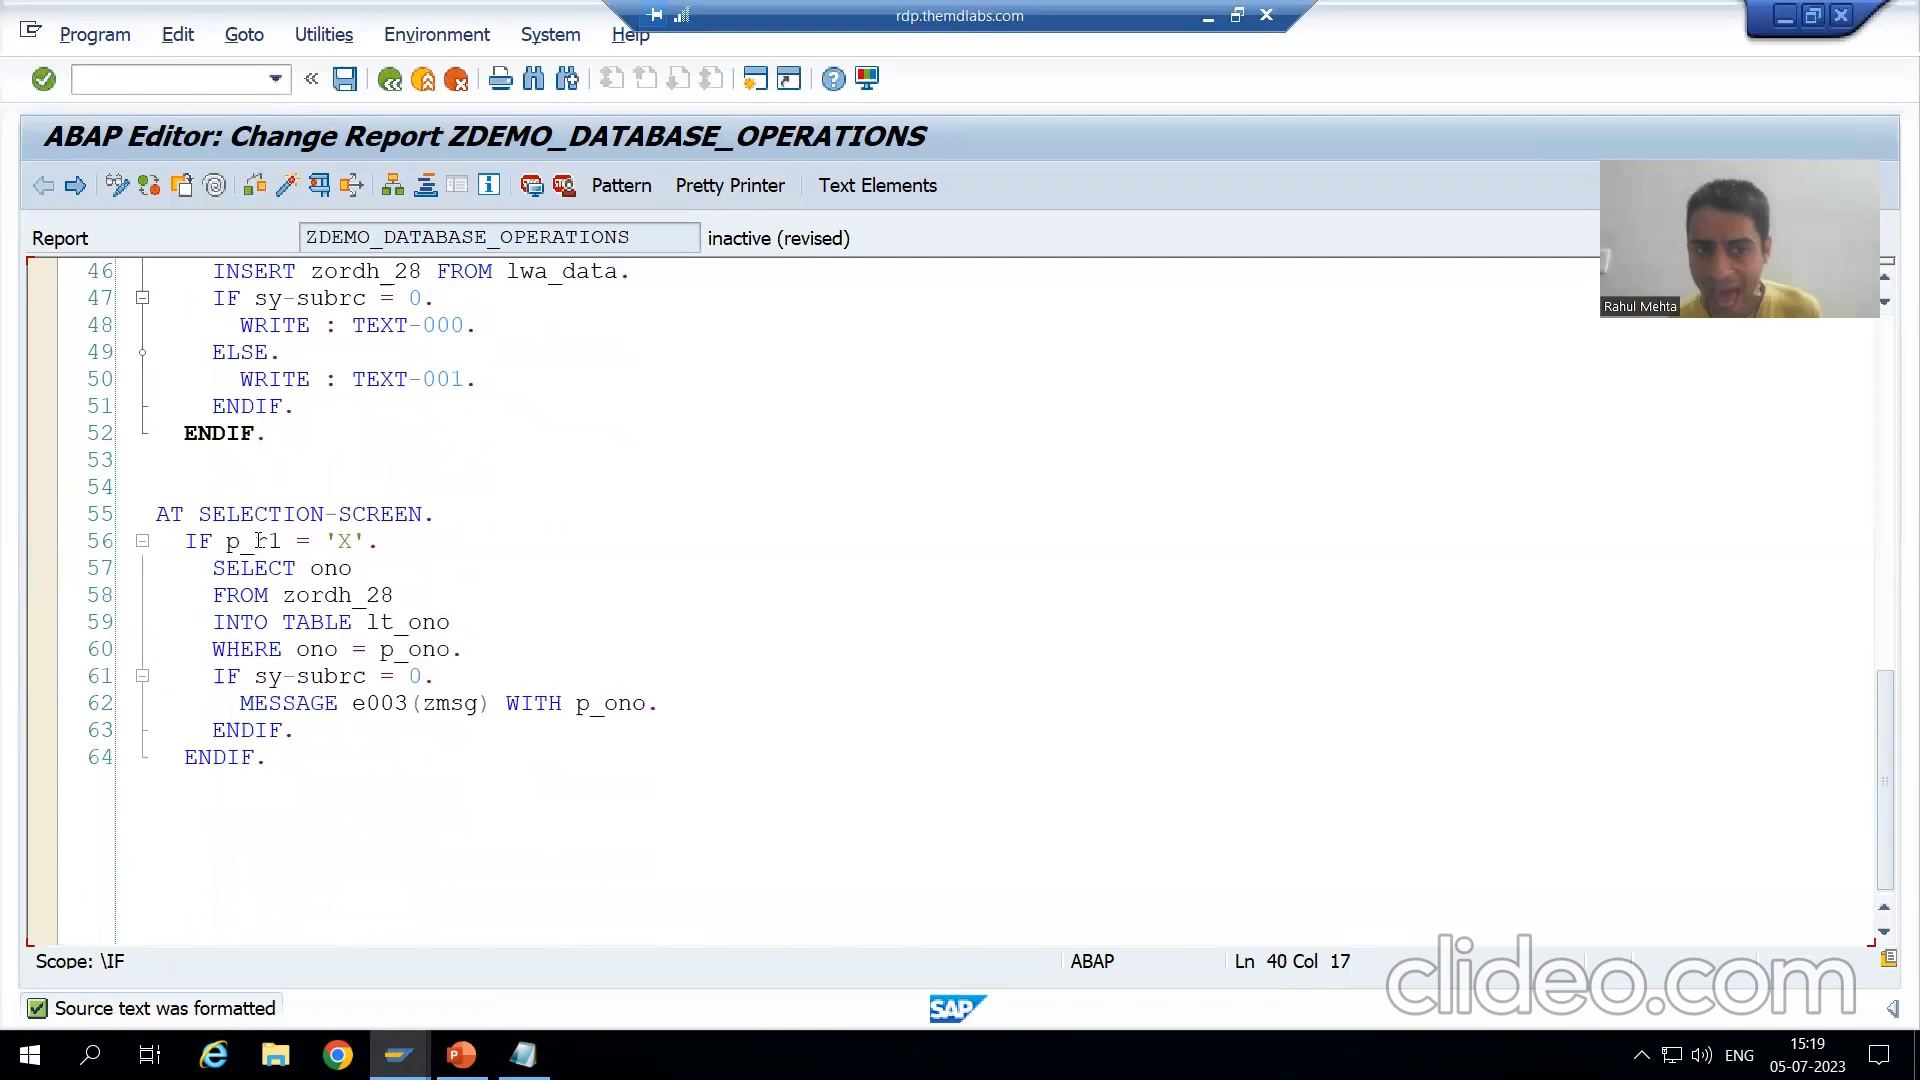 rdp.themdlabs.com
Program Edit Goto Utilities Environment System Help
ABAP Editor: Change Report ZDEMO_DATABASE_OPERATIONS
Pattern Pretty Printer Text Elements
Report ZDEMO_DATABASE_OPERATIONS inactive (revised)
Rahul Mehta
46 INSERT zordh_28 FROM lwa_data.
47 IF sy-subrc = 0.
48 WRITE : TEXT-000.
49 ELSE.
50 WRITE : TEXT-001.
51 ENDIF.
52 ENDIF.
53
54
55 AT SELECTION-SCREEN.
56 IF p_r1 = 'X'.
57 SELECT ono
58 FROM zordh_28
59 INTO TABLE lt_ono
60 WHERE ono = p_ono.
61 IF sy-subrc = 0.
62 MESSAGE e003(zmsg) WITH p_ono.
63 ENDIF.
64 ENDIF.
Scope: \IF ABAP Ln 40 Col 17
clideo.com
Source text was formatted
SAP
ENG
15:19
05-07-2023